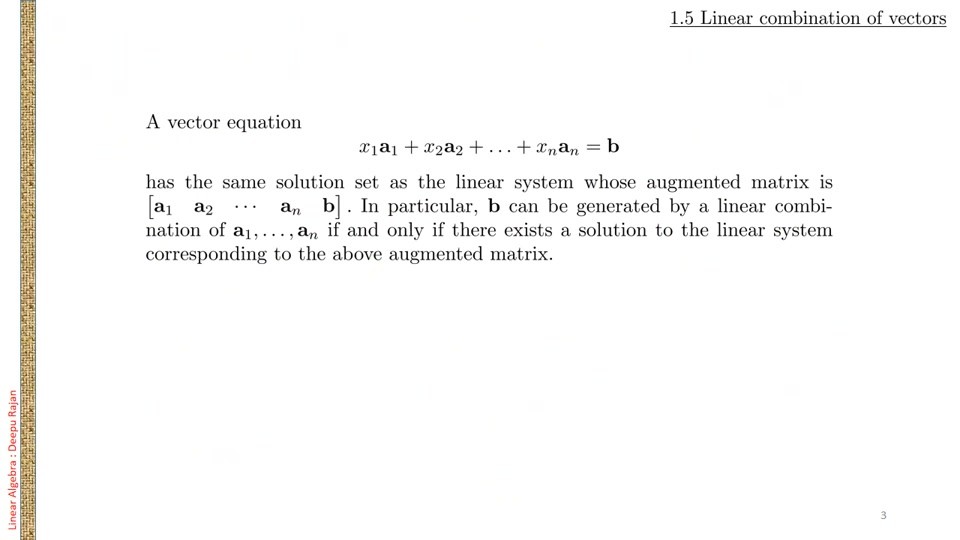 1.5 Linear combination of vectors
A vector equation
x₁a₁ + x₂a₂ + . . . + xₙaₙ = b
has the same solution set as the linear system whose augmented matrix is
[a₁ a₂ ⋯ aₙ b] . In particular, b can be generated by a linear combi-
nation of a₁, . . . , aₙ if and only if there exists a solution to the linear system
corresponding to the above augmented matrix.
Linear Algebra : Deepu Rajan
3